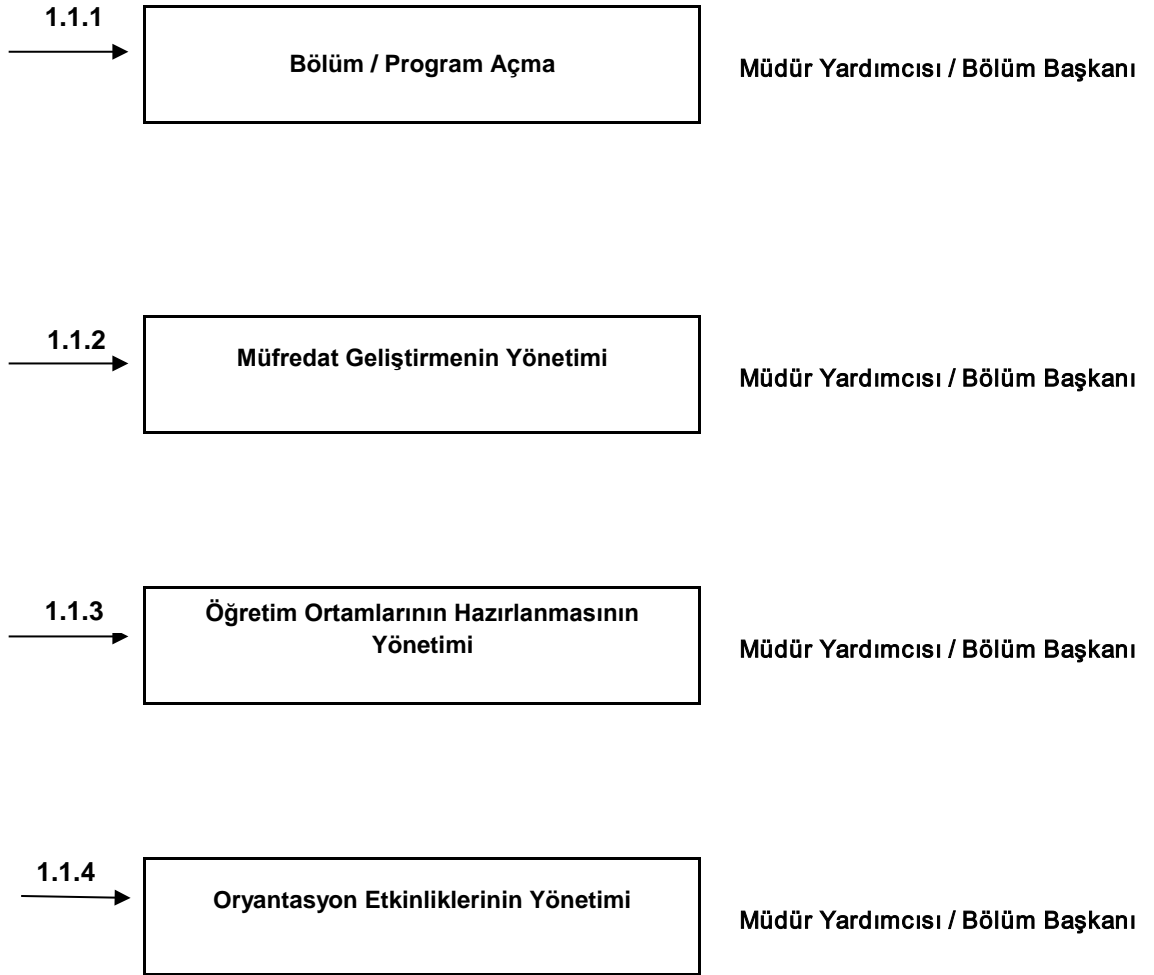 1.1.1
Bölüm / Program Açma
Müdür Yardımcısı / Bölüm Başkanı
1.1.2
Müfredat Geliştirmenin Yönetimi
Müdür Yardımcısı / Bölüm Başkanı
1.1.3
Öğretim Ortamlarının Hazırlanmasının
Yönetimi
Müdür Yardımcısı / Bölüm Başkanı
1.1.4
Oryantasyon Etkinliklerinin Yönetimi
Müdür Yardımcısı / Bölüm Başkanı